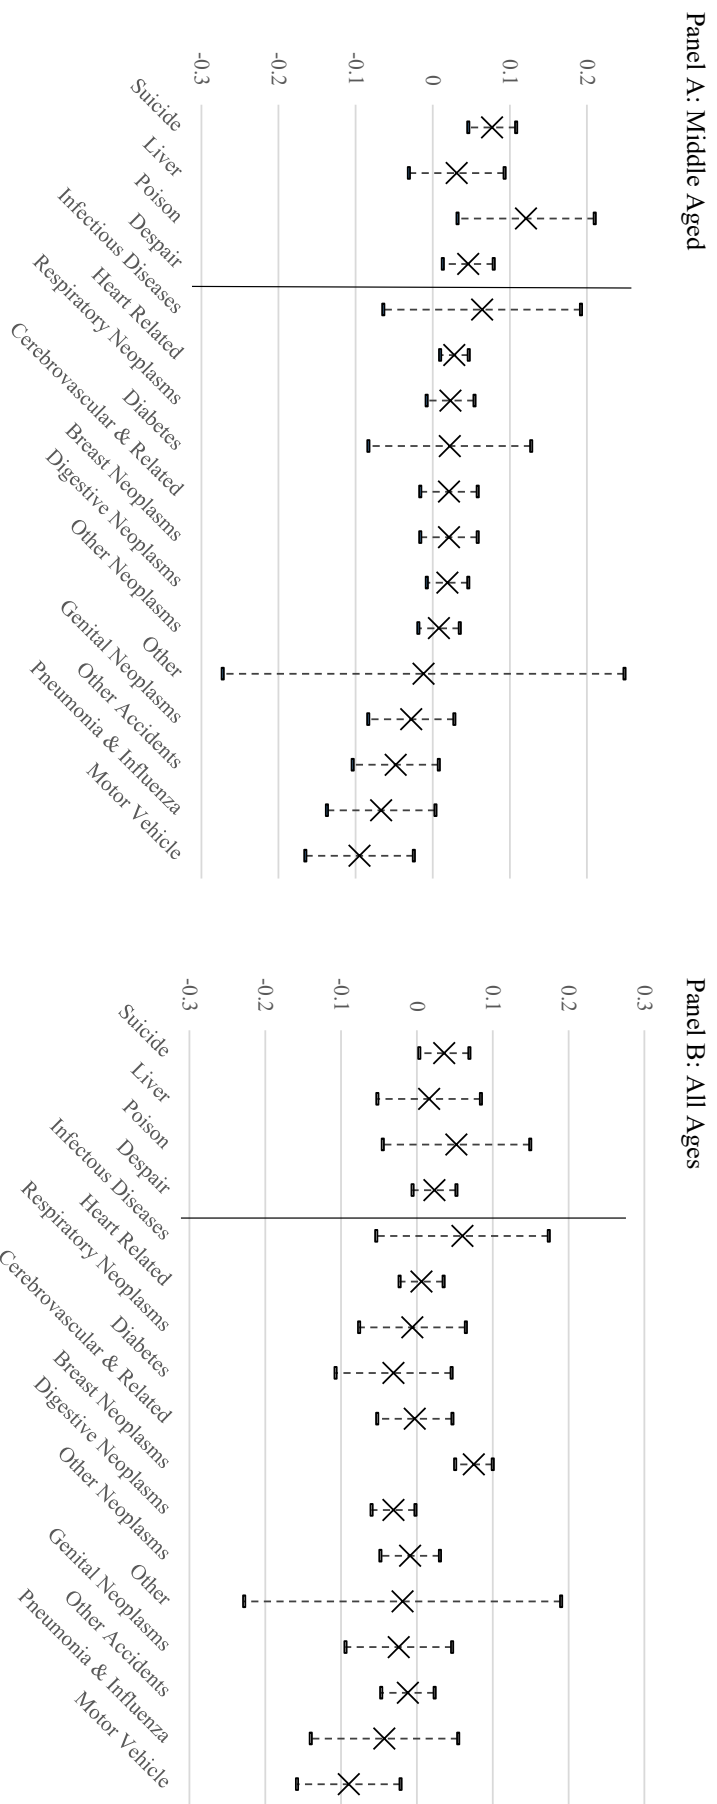 Panel A: Middle Aged
0.2
0.1
0
-0.1
-0.2
-0.3
Suicide
Liver
Poison
Despair
Infectious Diseases
Heart Related
Respiratory Neoplasms
Diabetes
Cerebrovascular & Related
Breast Neoplasms
Digestive Neoplasms
Other Neoplasms
Other
Genital Neoplasms
Other Accidents
Pneumonia & Influenza
Motor Vehicle
Panel B: All Ages
0.3
0.2
0.1
0
-0.1
-0.2
-0.3
Suicide
Liver
Poison
Despair
Infectous Diseases
Heart Related
Respiratory Neoplasms
Diabetes
Cerebrovascular & Related
Breast Neoplasms
Digestive Neoplasms
Other Neoplasms
Other
Genital Neoplasms
Other Accidents
Pneumonia & Influenza
Motor Vehicle